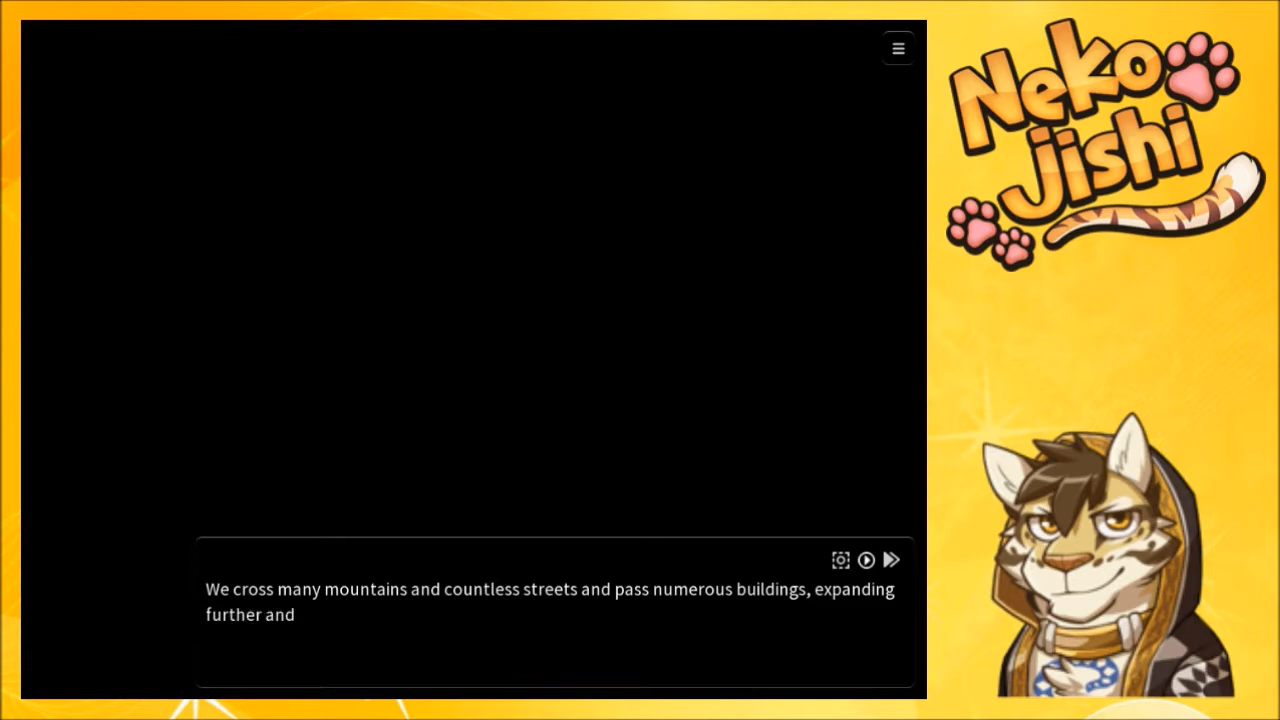 Neko
jishi
We cross many mountains and countless streets and pass numerous buildings, expanding
further and